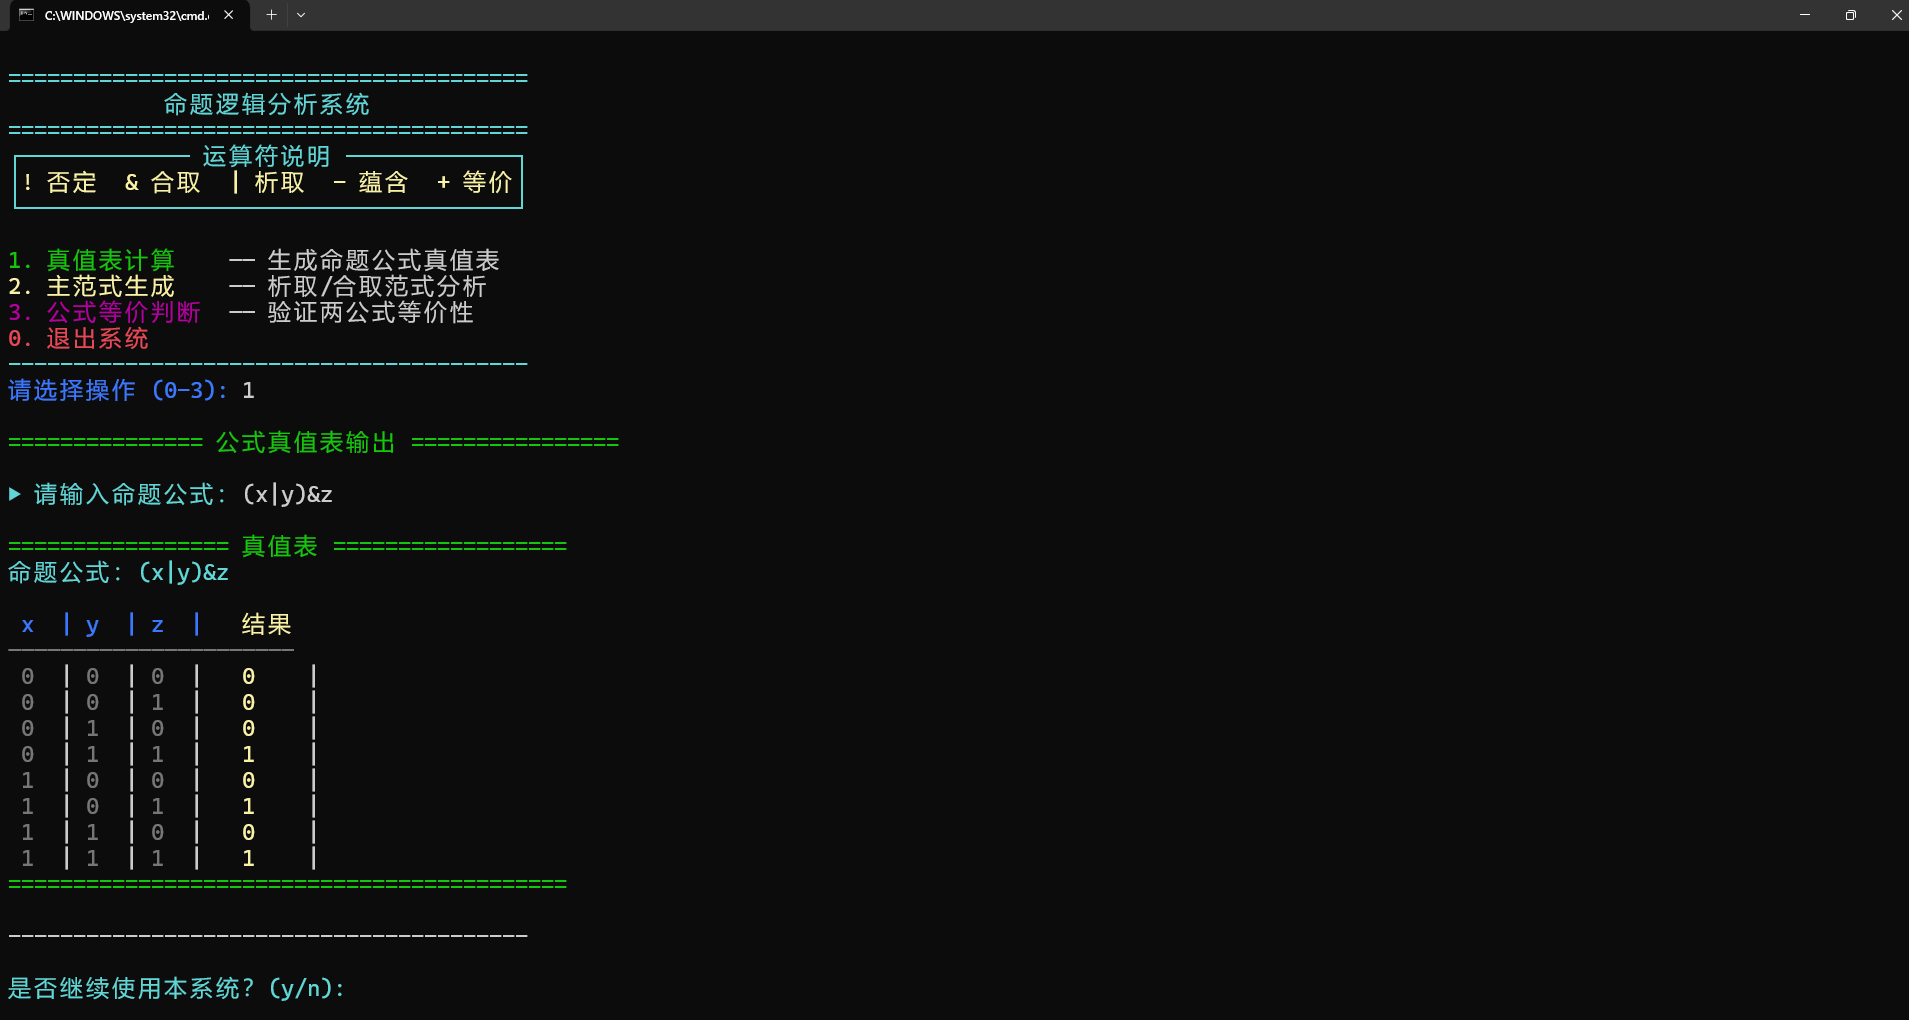 C:\WINDOWS\system32\cmd.
========================================
命题逻辑分析系统
========================================
运算符说明
! 否定  & 合取  | 析取  - 蕴含  + 等价
1. 真值表计算    —— 生成命题公式真值表
2. 主范式生成    —— 析取/合取范式分析
3. 公式等价判断  —— 验证两公式等价性
0. 退出系统
----------------------------------------
请选择操作 (0-3): 1
=============== 公式真值表输出 ================
▶ 请输入命题公式: (x|y)&z
================= 真值表 ==================
命题公式: (x|y)&z
x  | y  | z  |   结果
──────────────────────
0  | 0  | 0  |   0    |
0  | 0  | 1  |   0    |
0  | 1  | 0  |   0    |
0  | 1  | 1  |   1    |
1  | 0  | 0  |   0    |
1  | 0  | 1  |   1    |
1  | 1  | 0  |   0    |
1  | 1  | 1  |   1    |
===========================================
----------------------------------------
是否继续使用本系统? (y/n):